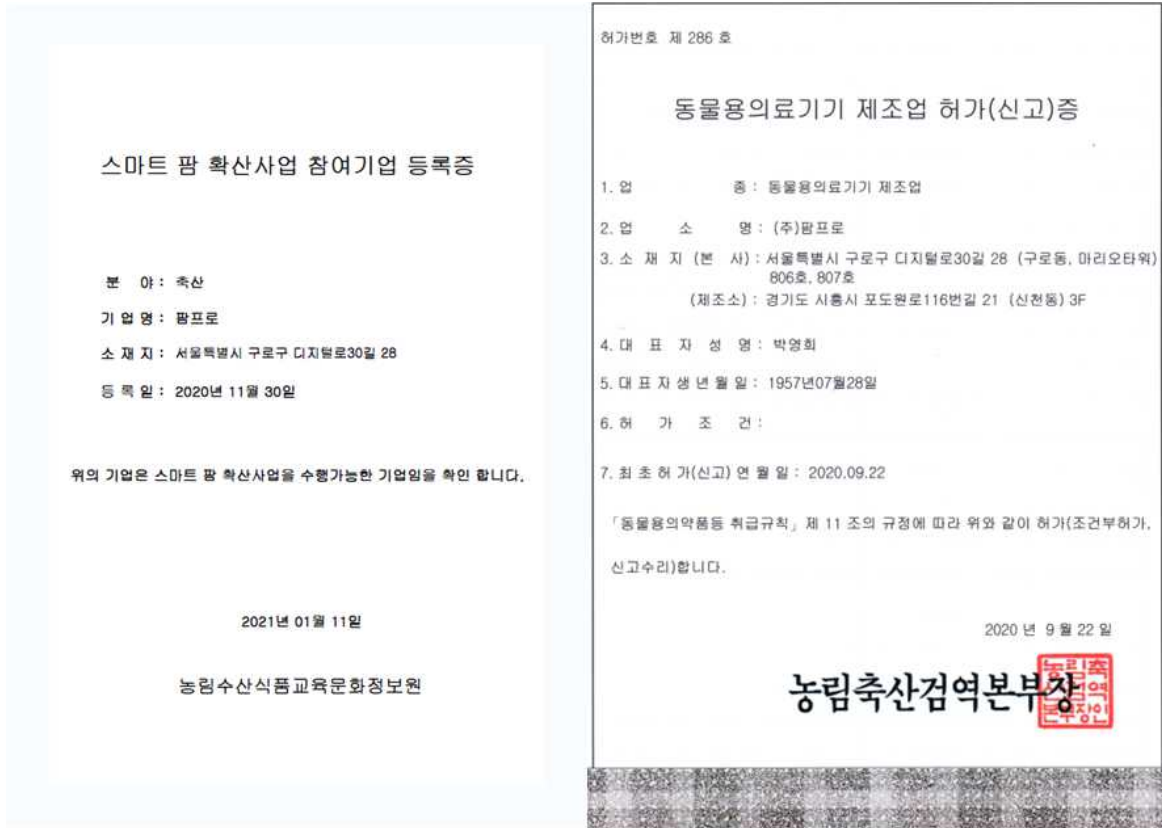 스마트 팜 확산사업 참여기업 등록증
분 야 : 축산
기 업 명 : 팜프로
소 재 지 : 서울특별시 구로구 디지털로30길 28
등 록 일 : 2020년 11월 30일
위의 기업은 스마트 팜 확산사업을 수행가능한 기업임을 확인 합니다.
2021년 01월 11일
농림수산식품교육문화정보원
허가번호 제 286 호
동물용의료기기 제조업 허가(신고)증
1. 업 종 : 동물용의료기기 제조업
2. 업 소 명 : (주)팜프로
3. 소 재 지 (본 사) : 서울특별시 구로구 디지털로30길 28 (구로동, 마리오타워)
806호, 807호
(제조소) : 경기도 시흥시 포도원로116번길 21 (신천동) 3F
4. 대 표 자 성 명 : 박영희
5. 대 표 자 생 년 월 일 : 1957년07월28일
6. 허 가 조 건 :
7. 최 초 허 가(신고) 연 월 일 : 2020.09.22
「동물용의약품등 취급규칙」 제 11 조의 규정에 따라 위와 같이 허가(조건부허가,
신고수리)합니다.
2020 년 9 월 22 일
농림축산검역본부장
농림축
산검역
본부장인